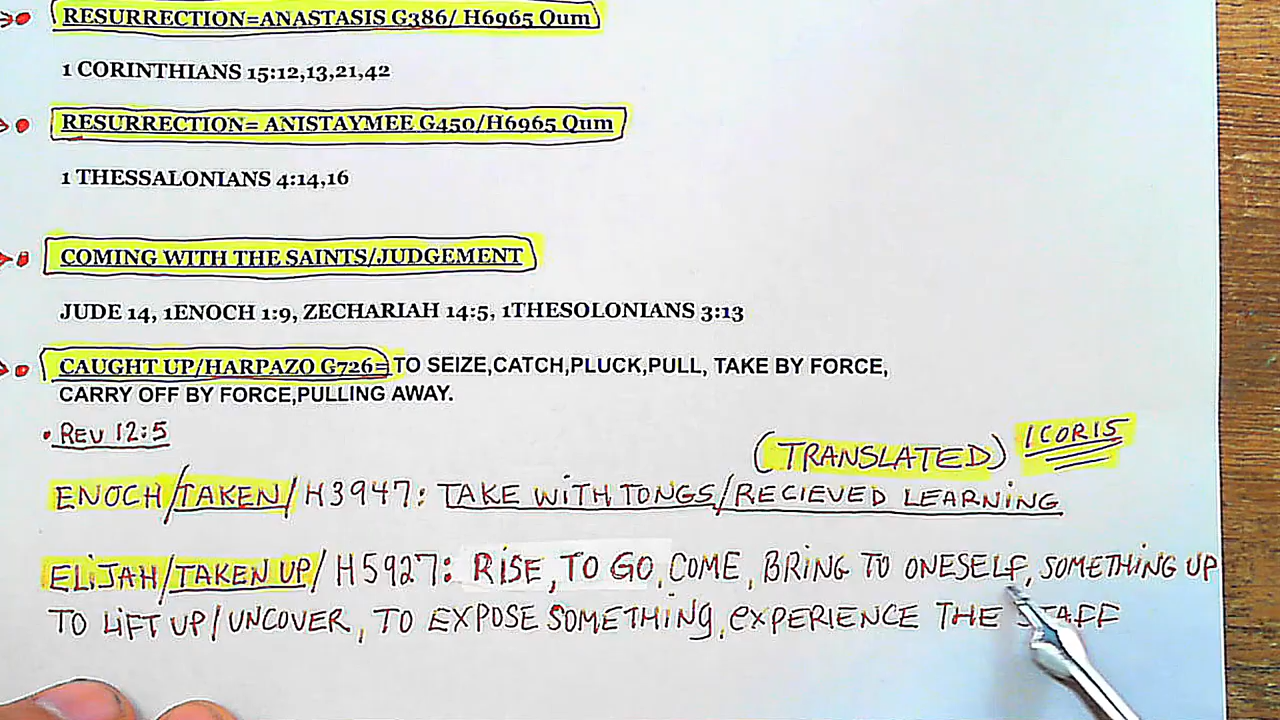 RESURRECTION=ANASTASIS G386/ H6965 Qum
1 CORINTHIANS 15:12,13,21,42
RESURRECTION= ANISTAYMEE G450/H6965 Qum
1 THESSALONIANS 4:14,16
COMING WITH THE SAINTS/JUDGEMENT
JUDE 14, 1ENOCH 1:9, ZECHARIAH 14:5, 1THESOLONIANS 3:13
CAUGHT UP/HARPAZO G726= TO SEIZE,CATCH,PLUCK,PULL, TAKE BY FORCE,
CARRY OFF BY FORCE,PULLING AWAY.
• REV 12:5
(TRANSLATED) 1COR15
ENOCH/TAKEN/H3947: TAKE WITH TONGS/RECIEVED LEARNING
ELIJAH/TAKEN UP/H5927: RISE, TO GO, COME, BRING TO ONESELF, SOMETHING UP
TO LIFT UP/UNCOVER, TO EXPOSE SOMETHING, EXPERIENCE THE